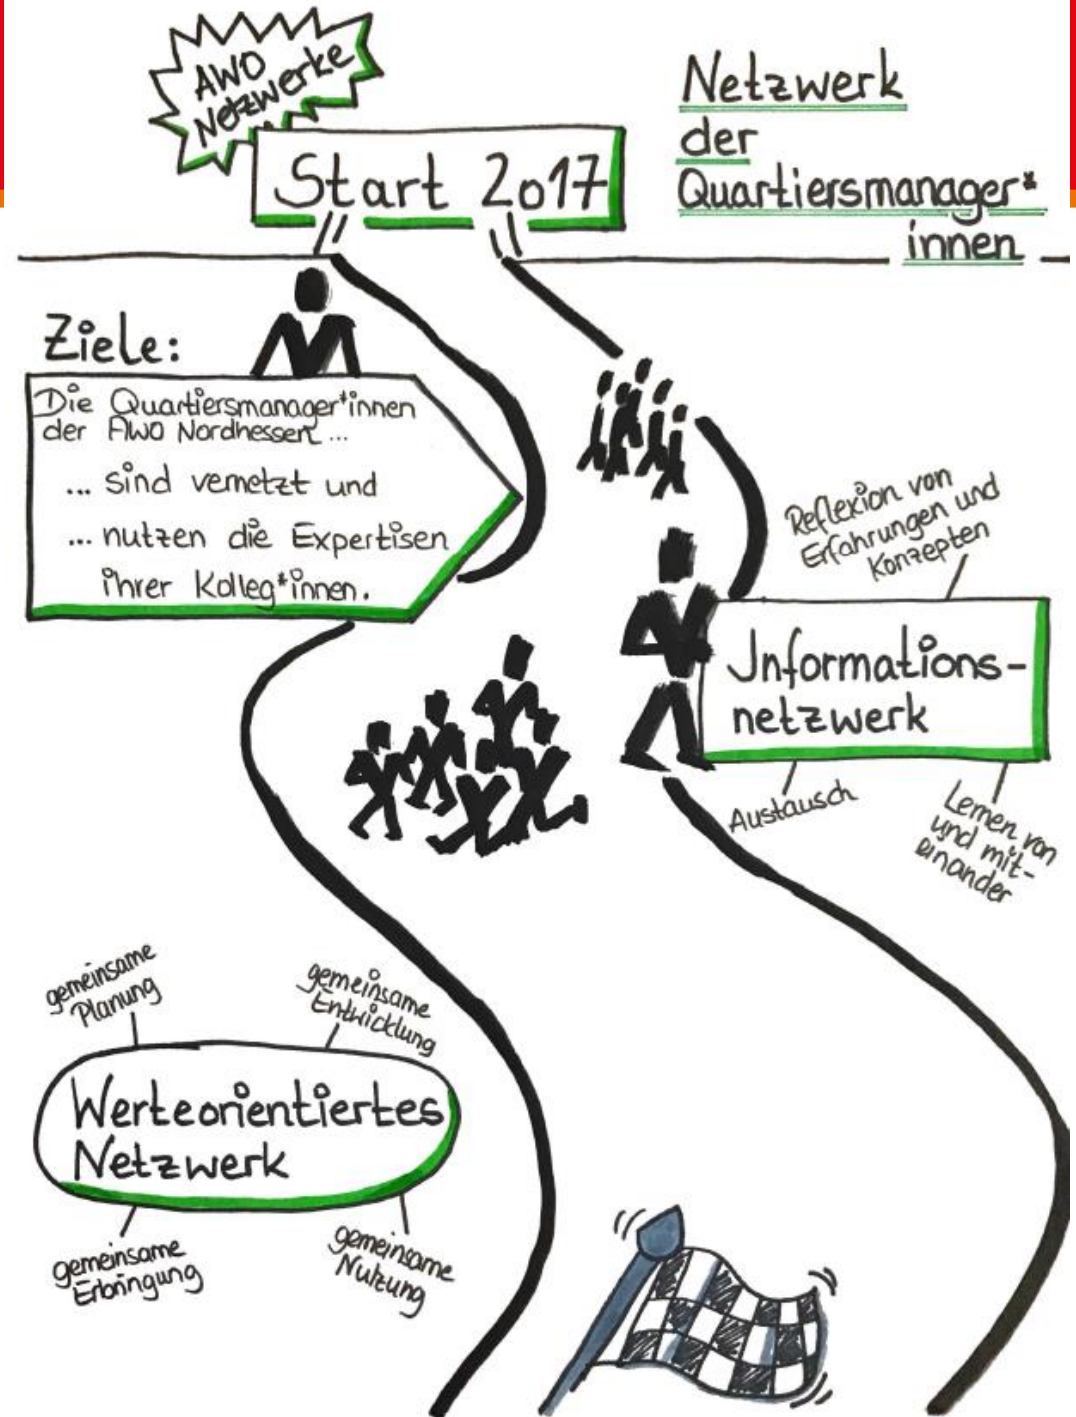 AWO
Netzwerke
Start 2017
Netzwerk
der
Quartiersmanager*
innen
Ziele:
Die Quartiersmanager*innen
der AWO Nordhessen...
... sind vernetzt und
... nutzen die Expertisen
ihrer Kolleg*innen.
Reflexion von
Erfahrungen und
Konzepten
Informations-
netzwerk
Austausch
Lernen von
und mit-
einander
gemeinsame
Planung
gemeinsame
Entwicklung
Werteorientiertes
Netzwerk
gemeinsame
Erbringung
gemeinsame
Nutzung